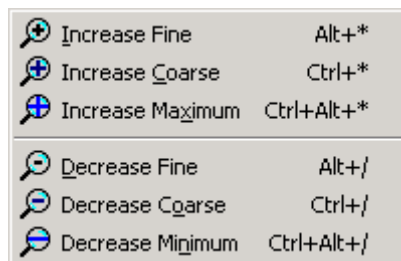 Increase Fine Alt+*
Increase Coarse Ctrl+*
Increase Maximum Ctrl+Alt+*
Decrease Fine Alt+/
Decrease Coarse Ctrl+/
Decrease Minimum Ctrl+Alt+/